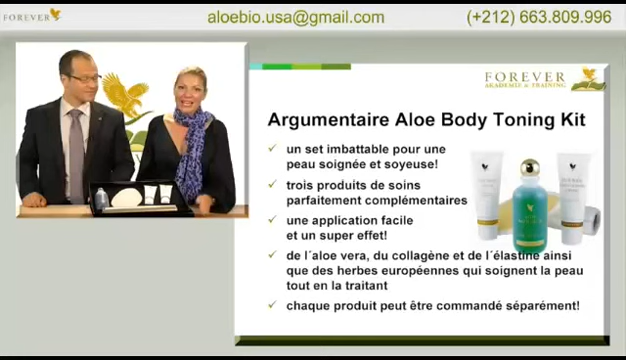 FOREVER
aloebio.usa@gmail.com
(+212) 663.809.996
FOREVER
AKADEMIE & TRAINING
Argumentaire Aloe Body Toning Kit
un set imbattable pour une
peau soignée et soyeuse!
trois produits de soins
parfaitement complémentaires
une application facile
et un super effet!
de l´aloe vera, du collagène et de l´élastine ainsi
que des herbes européennes qui soignent la peau
tout en la traitant
chaque produit peut être commandé séparément!